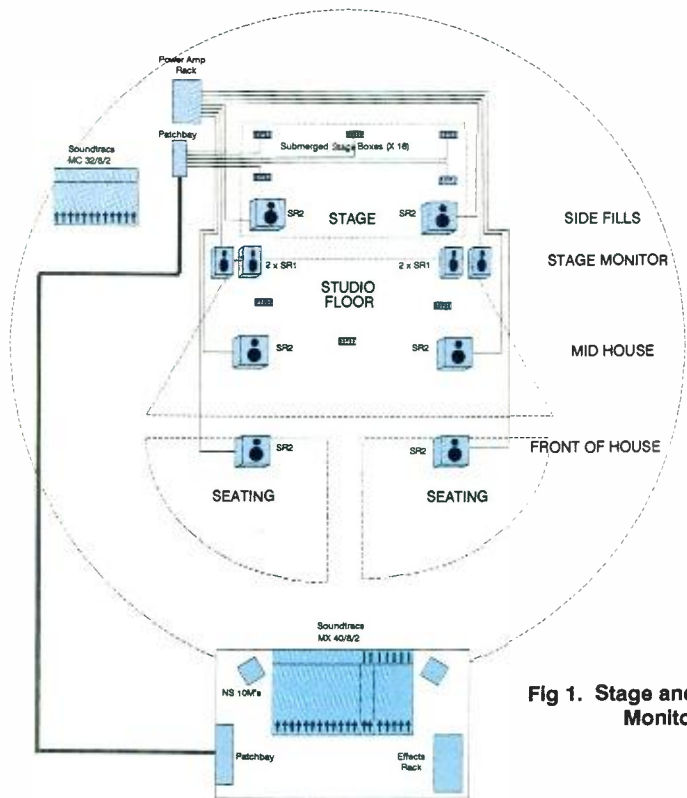 Power Amp
Rack
Patchbay
Soundtracs
MC 32/8/2
Submerged Stage Boxes (X 16)
SR2
STAGE
SR2
SIDE FILLS
2 x SR1
2 x SR1
STAGE MONITOR
STUDIO
FLOOR
SR2
SR2
MID HOUSE
SR2
SR2
FRONT OF HOUSE
SEATING
SEATING
Soundtracs
MX 40/8/2
NS 10M's
Patchbay
Effects
Rack
Fig 1. Stage and
Monito